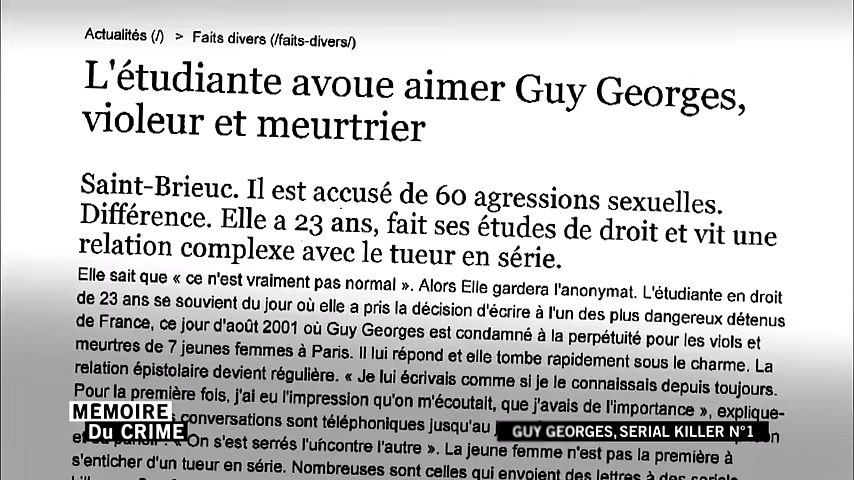 Actualités (/) > Faits divers (/faits-divers/)
L'étudiante avoue aimer Guy Georges,
violeur et meurtrier
Saint-Brieuc. Il est accusé de 60 agressions sexuelles.
Différence. Elle a 23 ans, fait ses études de droit et vit une
relation complexe avec le tueur en série.
Elle sait que « ce n'est vraiment pas normal ». Alors Elle gardera l'anonymat. L'étudiante en droit
de 23 ans se souvient du jour où elle a pris la décision d'écrire à l'un des plus dangereux détenus
de France, ce jour d'août 2001 où Guy Georges est condamné à la perpétuité pour les viols et
meurtres de 7 jeunes femmes à Paris. Il lui répond et elle tombe rapidement sous le charme. La
relation épistolaire devient régulière. « Je lui écrivais comme si je le connaissais depuis toujours.
Pour la première fois, j'ai eu l'impression qu'on m'écoutait, que j'avais de l'importance », explique-
conversations sont téléphoniques jusqu'au
« On s'est serrés l'uncontre l'autre ». La jeune femme n'est pas la première à
s'enticher d'un tueur en série. Nombreuses sont celles qui envoient des lettres à des
MEMOIRE
Du CRIME
GUY GEORGES, SERIAL KILLER N°1